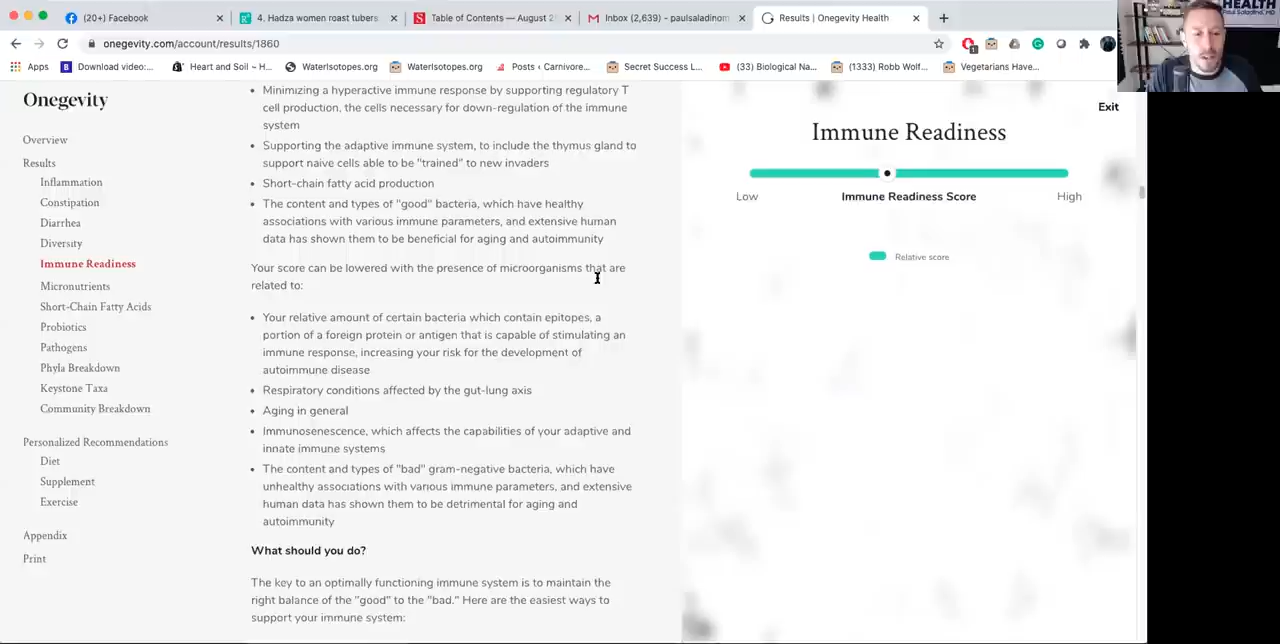 (20+) Facebook
4. Hadza women roast tubers
Table of Contents — August 2
Inbox (2,639) - paulsaladinom
Results | Onegevity Health
onegevity.com/account/results/1860
Apps
Download video:...
Heart and Soil – H...
WaterIsotopes.org
WaterIsotopes.org
Posts ‹ Carnivore...
Secret Success L...
(33) Biological Na...
(1333) Robb Wolf...
Vegetarians Have...
HEALTH
Paul Saladino, MD
Onegevity
Overview
Results
Inflammation
Constipation
Diarrhea
Diversity
Immune Readiness
Micronutrients
Short-Chain Fatty Acids
Probiotics
Pathogens
Phyla Breakdown
Keystone Taxa
Community Breakdown
Personalized Recommendations
Diet
Supplement
Exercise
Appendix
Print
• Minimizing a hyperactive immune response by supporting regulatory T
cell production, the cells necessary for down-regulation of the immune
system
• Supporting the adaptive immune system, to include the thymus gland to
support naive cells able to be "trained" to new invaders
• Short-chain fatty acid production
• The content and types of "good" bacteria, which have healthy
associations with various immune parameters, and extensive human
data has shown them to be beneficial for aging and autoimmunity
Your score can be lowered with the presence of microorganisms that are
related to:
• Your relative amount of certain bacteria which contain epitopes, a
portion of a foreign protein or antigen that is capable of stimulating an
immune response, increasing your risk for the development of
autoimmune disease
• Respiratory conditions affected by the gut-lung axis
• Aging in general
• Immunosenescence, which affects the capabilities of your adaptive and
innate immune systems
• The content and types of "bad" gram-negative bacteria, which have
unhealthy associations with various immune parameters, and extensive
human data has shown them to be detrimental for aging and
autoimmunity
What should you do?
The key to an optimally functioning immune system is to maintain the
right balance of the "good" to the "bad." Here are the easiest ways to
support your immune system:
Exit
Immune Readiness
Low
Immune Readiness Score
High
Relative score